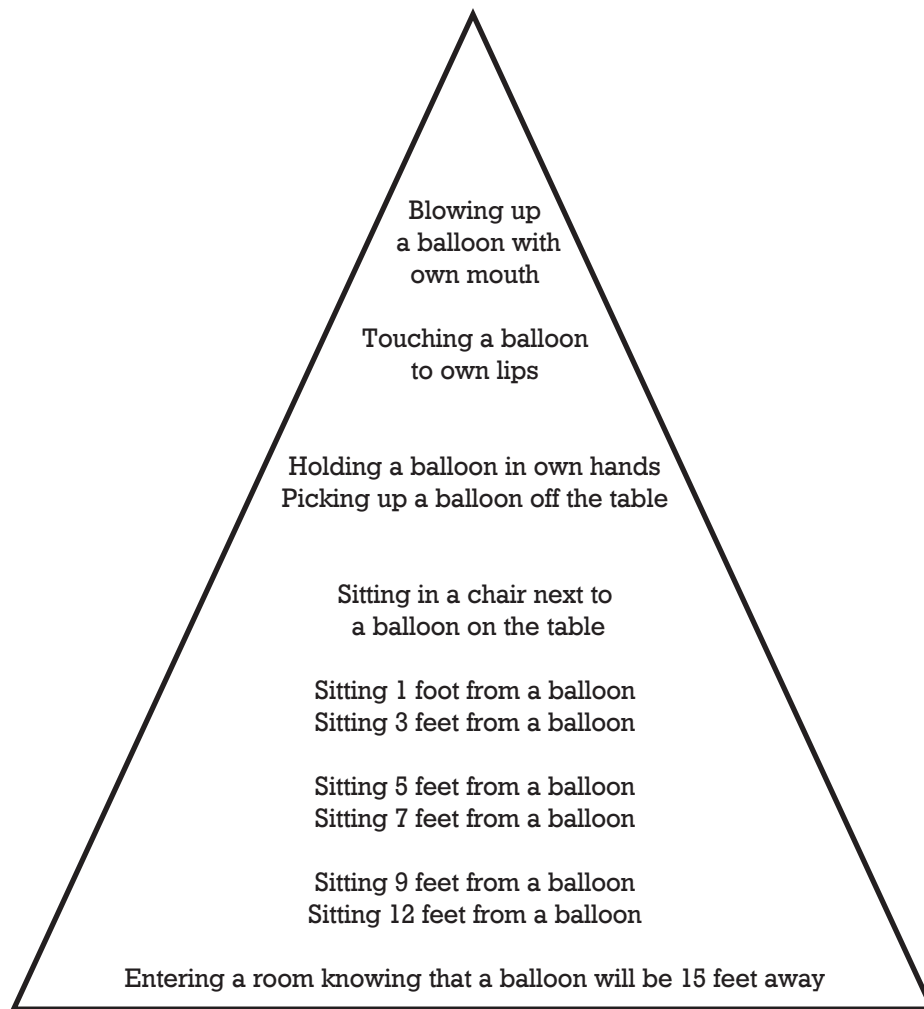 Blowing up
a balloon with
own mouth
Touching a balloon
to own lips
Holding a balloon in own hands
Picking up a balloon off the table
Sitting in a chair next to
a balloon on the table
Sitting 1 foot from a balloon
Sitting 3 feet from a balloon
Sitting 5 feet from a balloon
Sitting 7 feet from a balloon
Sitting 9 feet from a balloon
Sitting 12 feet from a balloon
Entering a room knowing that a balloon will be 15 feet away